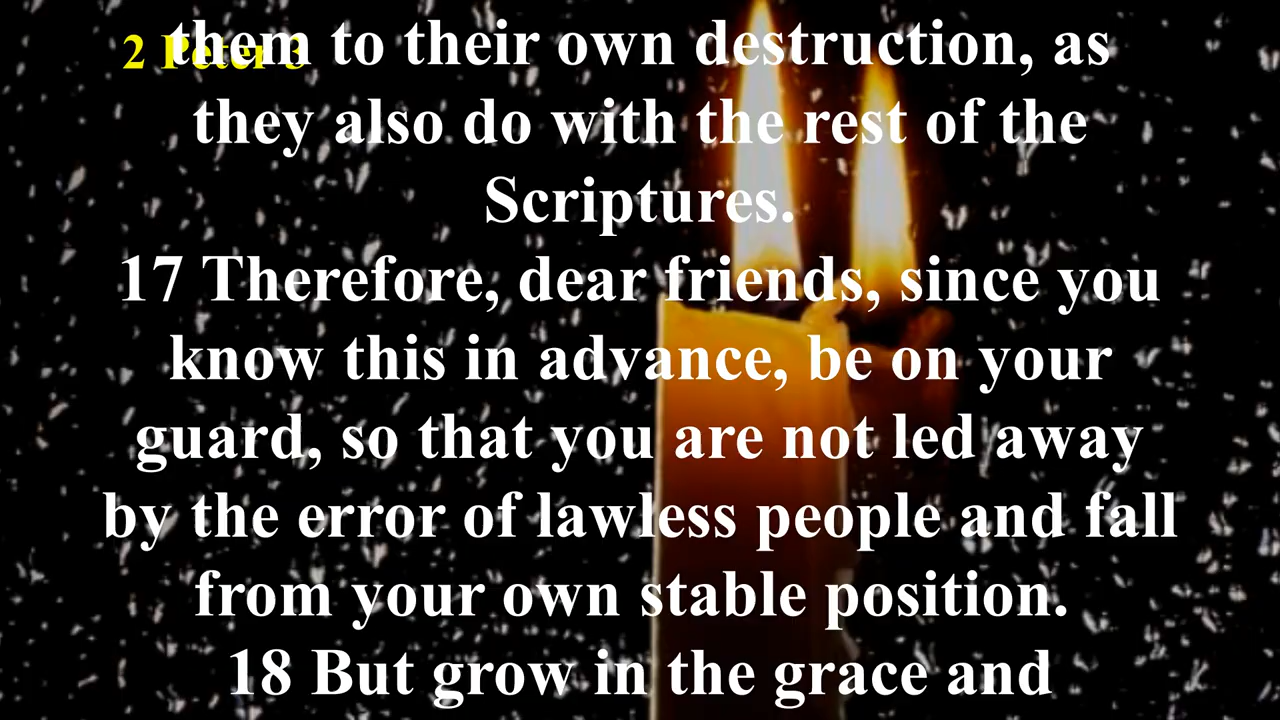 2 Peter 3
them to their own destruction, as
they also do with the rest of the
Scriptures.
17 Therefore, dear friends, since you
know this in advance, be on your
guard, so that you are not led away
by the error of lawless people and fall
from your own stable position.
18 But grow in the grace and